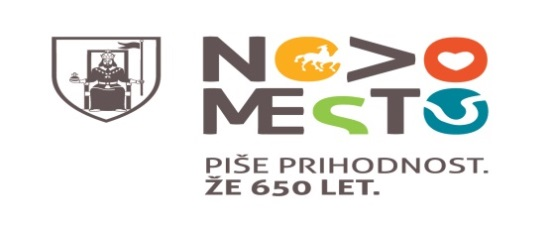 NOVO
MESTO
PIŠE PRIHODNOST.
ŽE 650 LET.